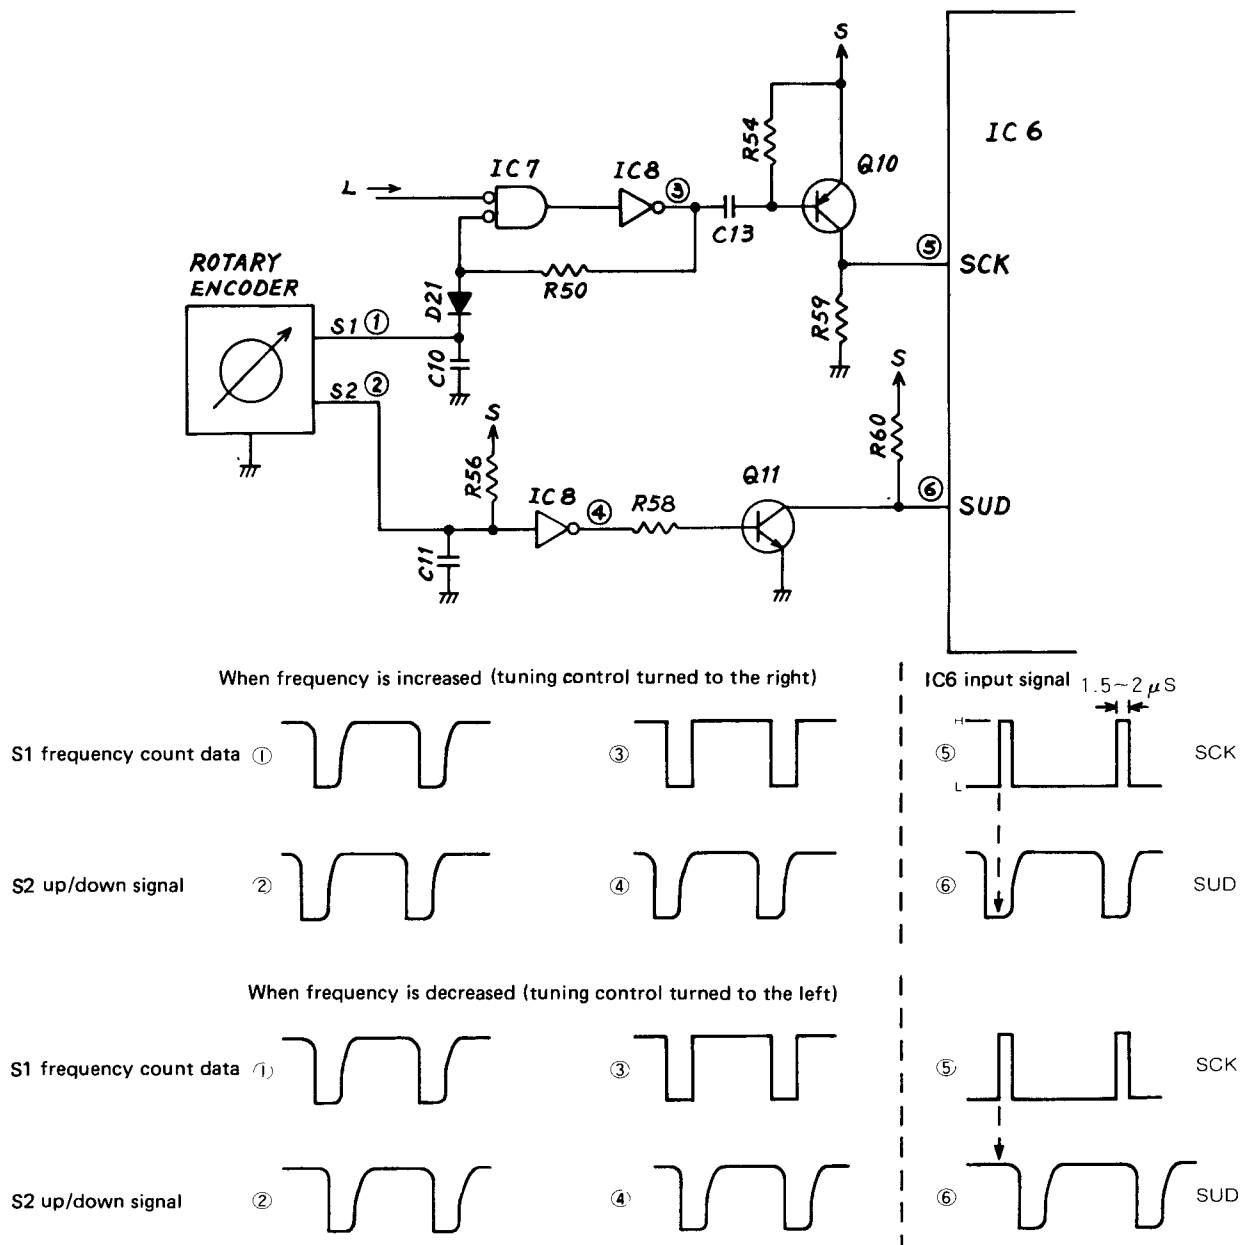 S
IC 6
R54
Q10
IC7
IC8
L
③
C13
⑤
SCK
ROTARY
ENCODER
R50
D21
R59
S1 ①
C10
S2 ②
S
S
R60
R56
Q11
⑥
SUD
IC8
④
R58
C11
When frequency is increased (tuning control turned to the right)
IC6 input signal
1.5~2 μS
S1 frequency count data ①
③
⑤
H
L
SCK
S2 up/down signal ②
④
⑥
SUD
When frequency is decreased (tuning control turned to the left)
S1 frequency count data ①
③
⑤
SCK
S2 up/down signal ②
④
⑥
SUD